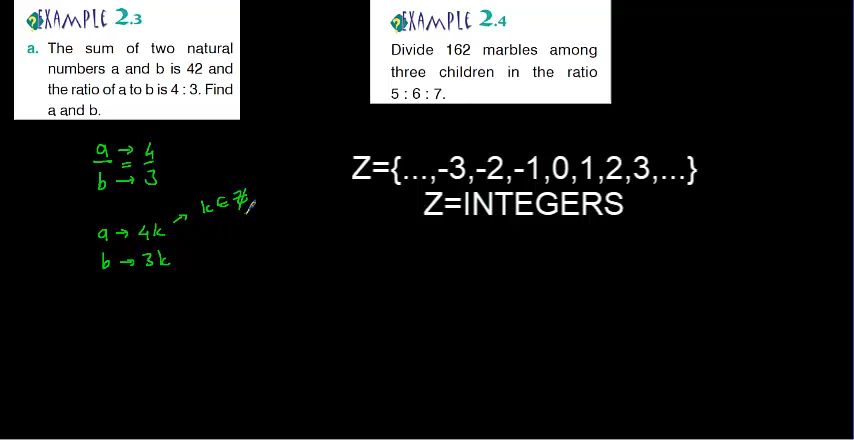 EXAMPLE 2.3
a. The sum of two natural
numbers a and b is 42 and
the ratio of a to b is 4 : 3. Find
a and b.
EXAMPLE 2.4
Divide 162 marbles among
three children in the ratio
5 : 6 : 7.
a → 4
=
b → 3
a → 4k → k ∈ Z
b → 3k
Z={...,-3,-2,-1,0,1,2,3,...}
Z=INTEGERS